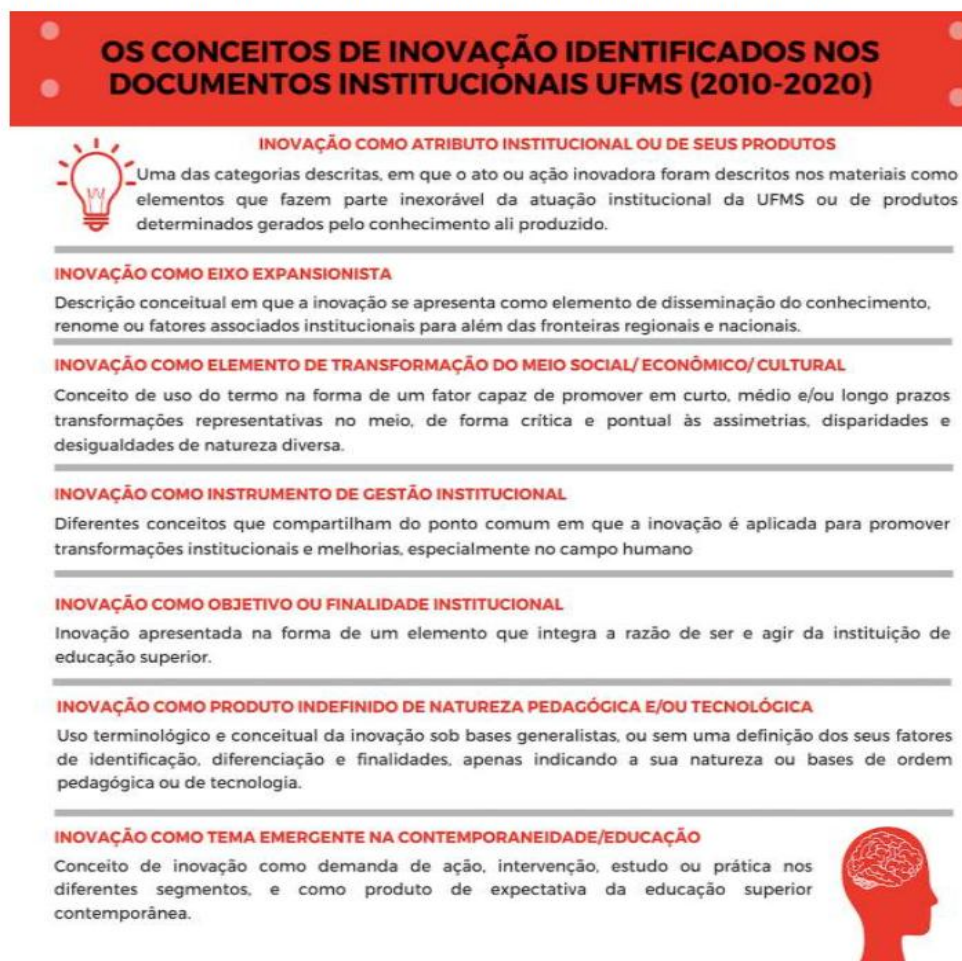 OS CONCEITOS DE INOVAÇÃO IDENTIFICADOS NOS
DOCUMENTOS INSTITUCIONAIS UFMS (2010-2020)
INOVAÇÃO COMO ATRIBUTO INSTITUCIONAL OU DE SEUS PRODUTOS
Uma das categorias descritas, em que o ato ou ação inovadora foram descritos nos materiais como
elementos que fazem parte inexorável da atuação institucional da UFMS ou de produtos
determinados gerados pelo conhecimento ali produzido.
INOVAÇÃO COMO EIXO EXPANSIONISTA
Descrição conceitual em que a inovação se apresenta como elemento de disseminação do conhecimento,
renome ou fatores associados institucionais para além das fronteiras regionais e nacionais.
INOVAÇÃO COMO ELEMENTO DE TRANSFORMAÇÃO DO MEIO SOCIAL/ ECONÔMICO/ CULTURAL
Conceito de uso do termo na forma de um fator capaz de promover em curto, médio e/ou longo prazos
transformações representativas no meio, de forma crítica e pontual às assimetrias, disparidades e
desigualdades de natureza diversa.
INOVAÇÃO COMO INSTRUMENTO DE GESTÃO INSTITUCIONAL
Diferentes conceitos que compartilham do ponto comum em que a inovação é aplicada para promover
transformações institucionais e melhorias, especialmente no campo humano
INOVAÇÃO COMO OBJETIVO OU FINALIDADE INSTITUCIONAL
Inovação apresentada na forma de um elemento que integra a razão de ser e agir da instituição de
educação superior.
INOVAÇÃO COMO PRODUTO INDEFINIDO DE NATUREZA PEDAGÓGICA E/OU TECNOLÓGICA
Uso terminológico e conceitual da inovação sob bases generalistas, ou sem uma definição dos seus fatores
de identificação, diferenciação e finalidades, apenas indicando a sua natureza ou bases de ordem
pedagógica ou de tecnologia.
INOVAÇÃO COMO TEMA EMERGENTE NA CONTEMPORANEIDADE/EDUCAÇÃO
Conceito de inovação como demanda de ação, intervenção, estudo ou prática nos
diferentes segmentos, e como produto de expectativa da educação superior
contemporânea.